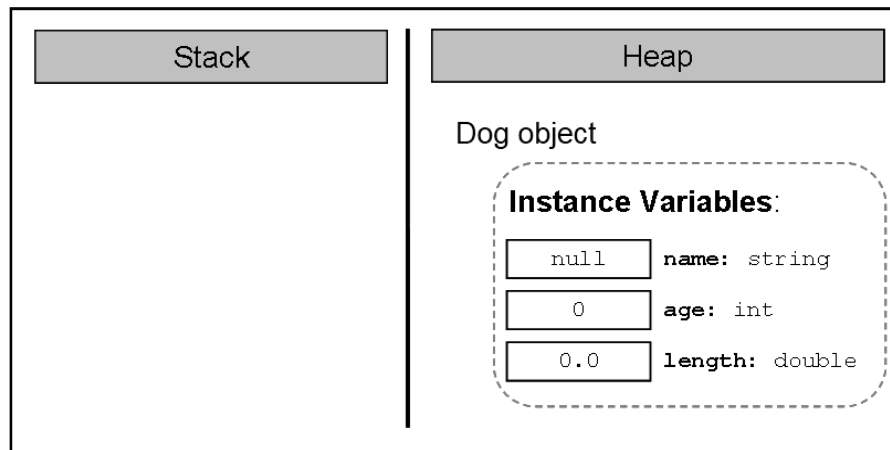 Stack
Heap
Dog object
Instance Variables:
null name: string
0 age: int
0.0 length: double